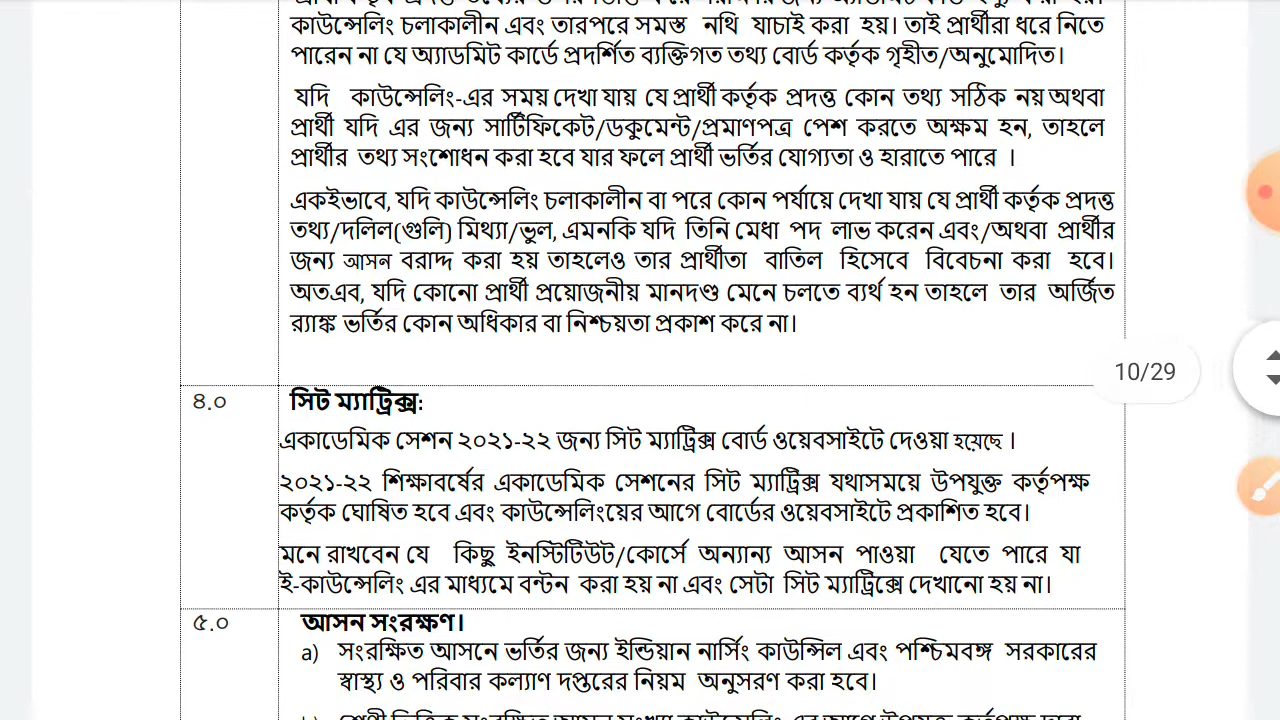 কাউন্সেলিং চলাকালীন এবং তারপরে সমস্ত নথি যাচাই করা হয়। তাই প্রার্থীরা ধরে নিতে
পারেন না যে অ্যাডমিট কার্ডে প্রদর্শিত ব্যক্তিগত তথ্য বোর্ড কর্তৃক গৃহীত/অনুমোদিত।
যদি কাউন্সেলিং-এর সময় দেখা যায় যে প্রার্থী কর্তৃক প্রদত্ত কোন তথ্য সঠিক নয় অথবা
প্রার্থী যদি এর জন্য সার্টিফিকেট/ডকুমেন্ট/প্রমাণপত্র পেশ করতে অক্ষম হন, তাহলে
প্রার্থীর তথ্য সংশোধন করা হবে যার ফলে প্রার্থী ভর্তির যোগ্যতা ও হারাতে পারে ।
একইভাবে, যদি কাউন্সেলিং চলাকালীন বা পরে কোন পর্যায়ে দেখা যায় যে প্রার্থী কর্তৃক প্রদত্ত
তথ্য/দলিল(গুলি) মিথ্যা/ভুল, এমনকি যদি তিনি মেধা পদ লাভ করেন এবং/অথবা প্রার্থীর
জন্য আসন বরাদ্দ করা হয় তাহলেও তার প্রার্থীতা বাতিল হিসেবে বিবেচনা করা হবে।
অতএব, যদি কোনো প্রার্থী প্রয়োজনীয় মানদণ্ড মেনে চলতে ব্যর্থ হন তাহলে তার অর্জিত
র‍্যাঙ্ক ভর্তির কোন অধিকার বা নিশ্চয়তা প্রকাশ করে না।
10/29
৪.০ সিট ম্যাট্রিক্স:
একাডেমিক সেশন ২০২১-২২ জন্য সিট ম্যাট্রিক্স বোর্ড ওয়েবসাইটে দেওয়া হয়েছে ।
২০২১-২২ শিক্ষাবর্ষের একাডেমিক সেশনের সিট ম্যাট্রিক্স যথাসময়ে উপযুক্ত কর্তৃপক্ষ
কর্তৃক ঘোষিত হবে এবং কাউন্সেলিংয়ের আগে বোর্ডের ওয়েবসাইটে প্রকাশিত হবে।
মনে রাখবেন যে কিছু ইনস্টিটিউট/কোর্সে অন্যান্য আসন পাওয়া যেতে পারে যা
ই-কাউন্সেলিং এর মাধ্যমে বন্টন করা হয় না এবং সেটা সিট ম্যাট্রিক্সে দেখানো হয় না।
৫.০ আসন সংরক্ষণ।
a) সংরক্ষিত আসনে ভর্তির জন্য ইন্ডিয়ান নার্সিং কাউন্সিল এবং পশ্চিমবঙ্গ সরকারের
স্বাস্থ্য ও পরিবার কল্যাণ দপ্তরের নিয়ম অনুসরণ করা হবে।